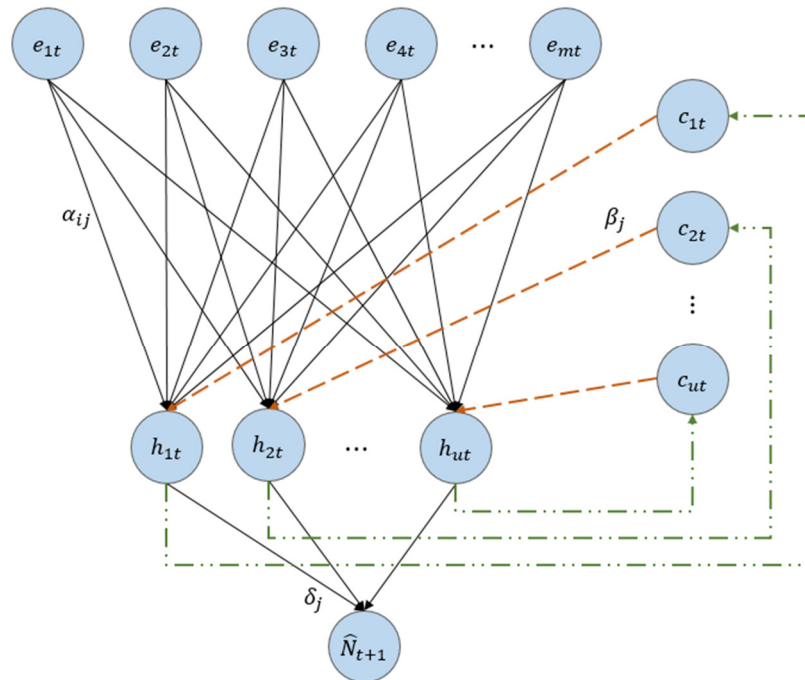 e₁ₜ e₂ₜ e₃ₜ e₄ₜ ... eₘₜ
c₁ₜ
αᵢⱼ βⱼ c₂ₜ
⋮
cᵤₜ
h₁ₜ h₂ₜ ... hᵤₜ
δⱼ
N̂ₜ₊₁